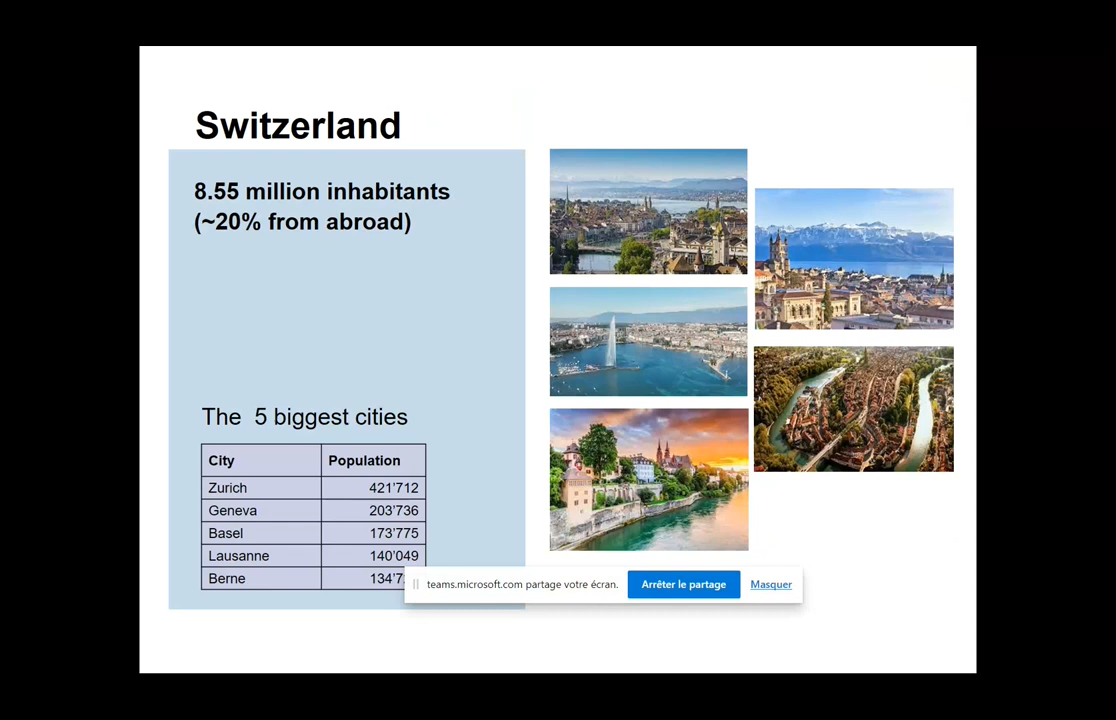 Switzerland
8.55 million inhabitants
(~20% from abroad)
The 5 biggest cities
City Population
Zurich 421'712
Geneva 203'736
Basel 173'775
Lausanne 140'049
Berne
teams.microsoft.com partage votre écran. Arrêter le partage Masquer